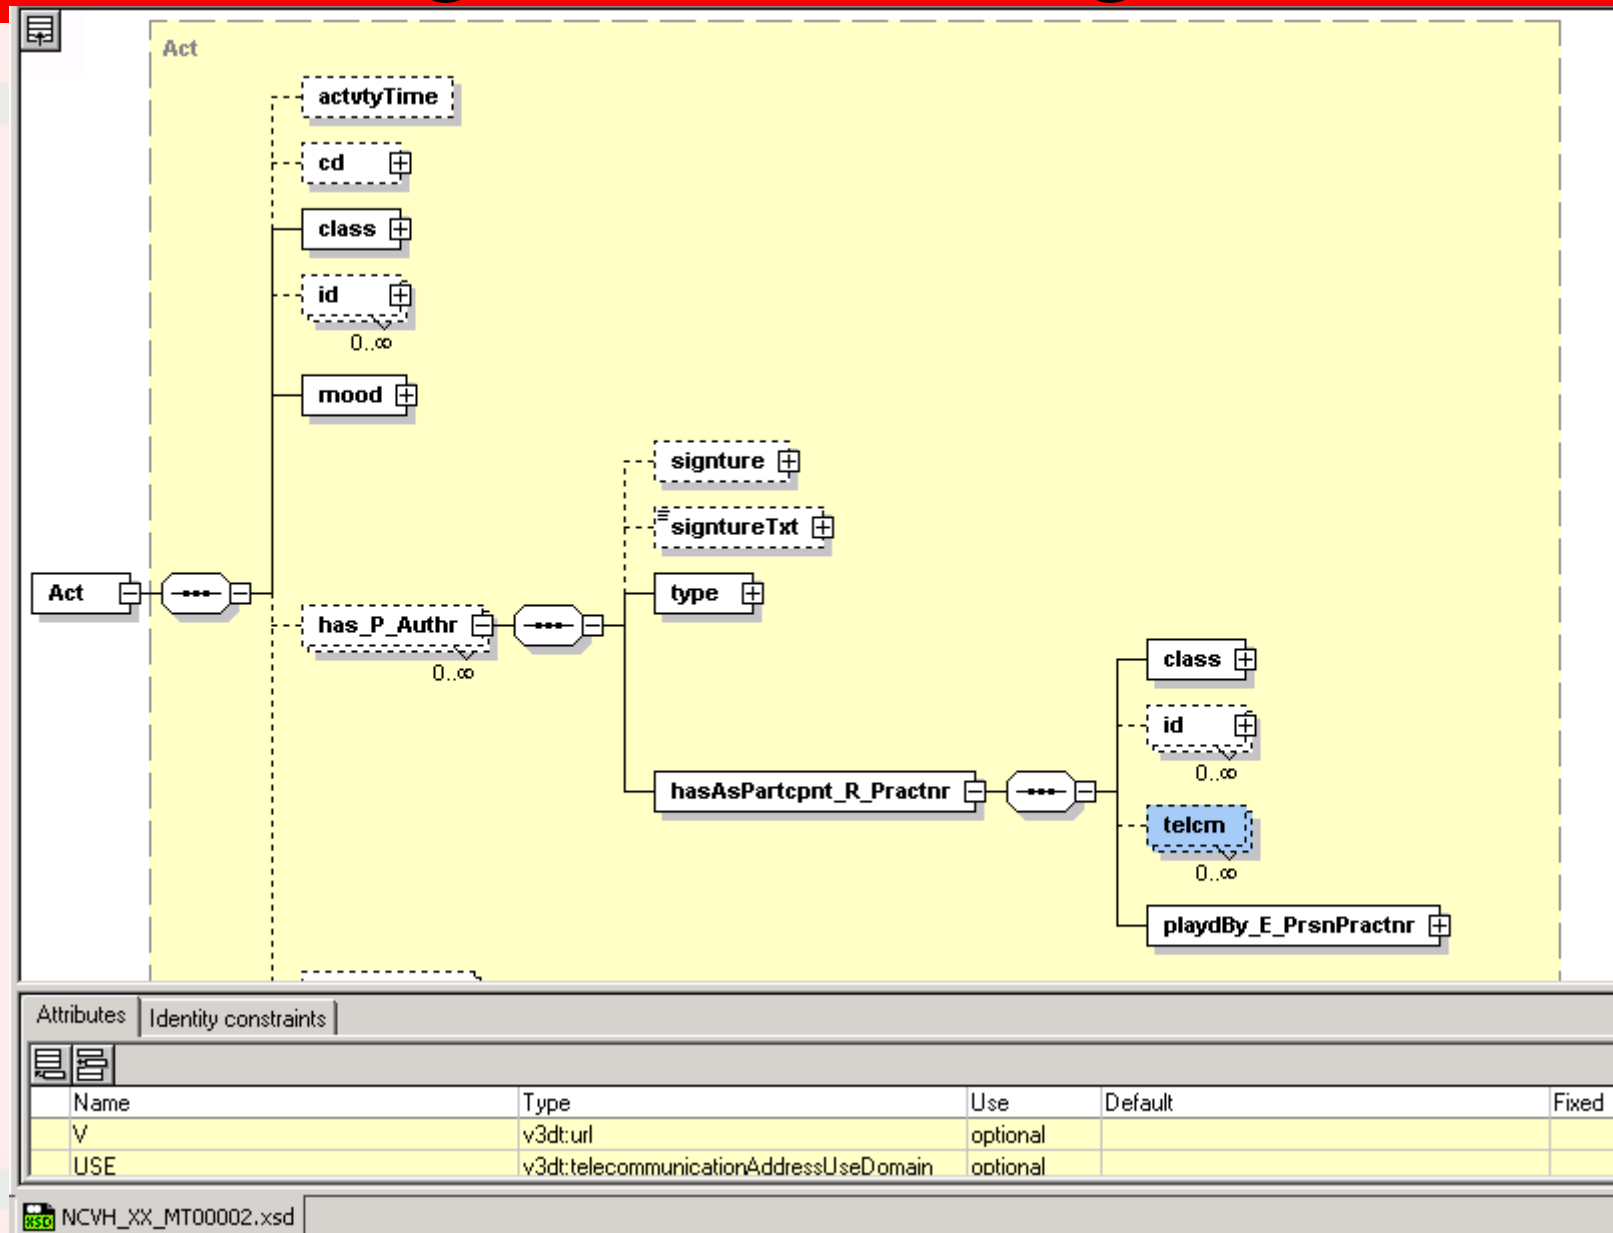 Act
actvtyTime
cd
class
id
0..∞
mood
signture
signtureTxt
type
Act
has_P_Authr
0..∞
class
id
0..∞
hasAsPartcpnt_R_Practnr
telcm
0..∞
playdBy_E_PrsnPractnr
Attributes Identity constraints
Name Type Use Default Fixed
V v3dt:url optional
USE v3dt:telecommunicationAddressUseDomain optional
NCVH_XX_MT00002.xsd